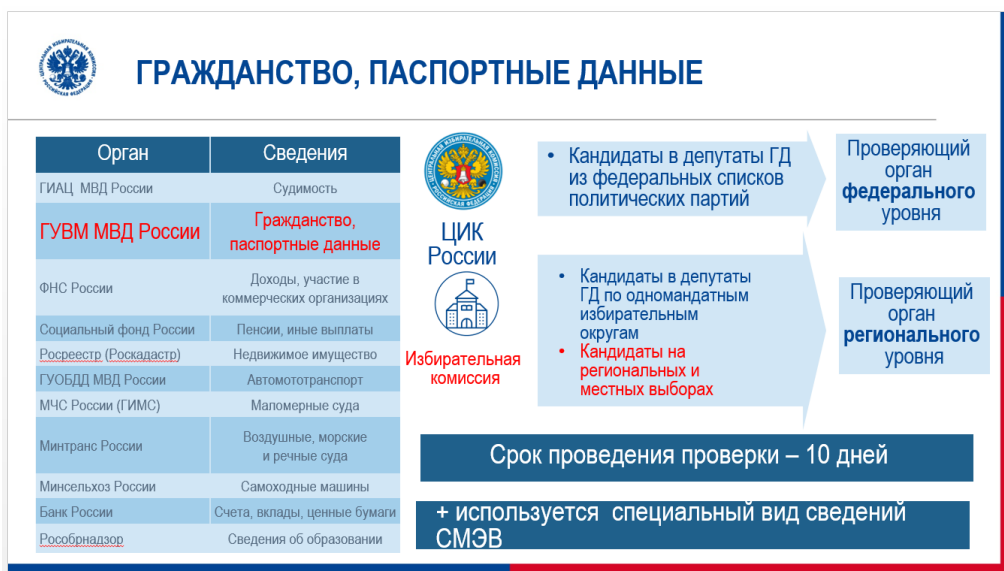 ГРАЖДАНСТВО, ПАСПОРТНЫЕ ДАННЫЕ
Орган Сведения
ГИАЦ МВД России Судимость
ГУВМ МВД России Гражданство,
паспортные данные
ФНС России Доходы, участие в
коммерческих организациях
Социальный фонд России Пенсии, иные выплаты
Росреестр (Роскадастр) Недвижимое имущество
ГУОБДД МВД России Автомототранспорт
МЧС России (ГИМС) Маломерные суда
Минтранс России Воздушные, морские
и речные суда
Минсельхоз России Самоходные машины
Банк России Счета, вклады, ценные бумаги
Рособрнадзор Сведения об образовании
ЦИК
России
Избирательная
комиссия
• Кандидаты в депутаты ГД
из федеральных списков
политических партий
Проверяющий
орган
федерального
уровня
• Кандидаты в депутаты
ГД по одномандатным
избирательным
округам
• Кандидаты на
региональных и
местных выборах
Проверяющий
орган
регионального
уровня
Срок проведения проверки – 10 дней
+ используется специальный вид сведений
СМЭВ